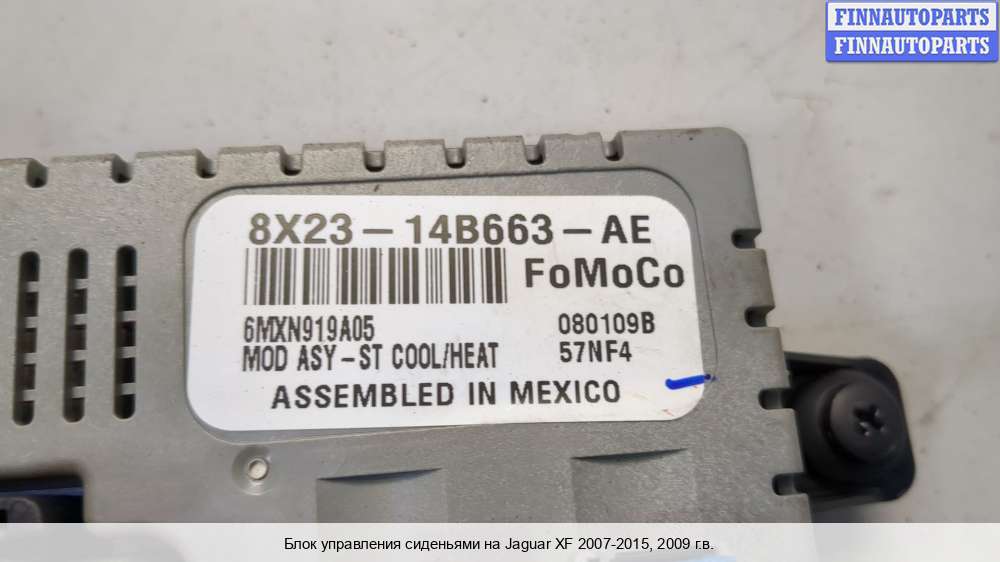 FINNAUTOPARTS
FINNAUTOPARTS
8X23-14B663-AE
FoMoCo
6MXN919A05 080109B
MOD ASY-ST COOL/HEAT 57NF4
ASSEMBLED IN MEXICO
Блок управления сиденьями на Jaguar XF 2007-2015, 2009 г.в.